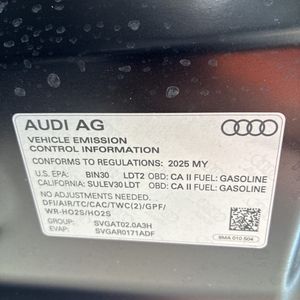 AUDI AG
VEHICLE EMISSION
CONTROL INFORMATION
CONFORMS TO REGULATIONS: 2025 MY
U.S. EPA: BIN30 LDT2 OBD: CA II FUEL: GASOLINE
CALIFORNIA: SULEV30 LDT OBD: CA II FUEL: GASOLINE
NO ADJUSTMENTS NEEDED.
DFI/AIR/TC/CAC/TWC(2)/GPF/
WR-HO2S/HO2S
GROUP: SVGAT02.0A3H
EVAP: SVGAR0171ADF
8MA 010 504